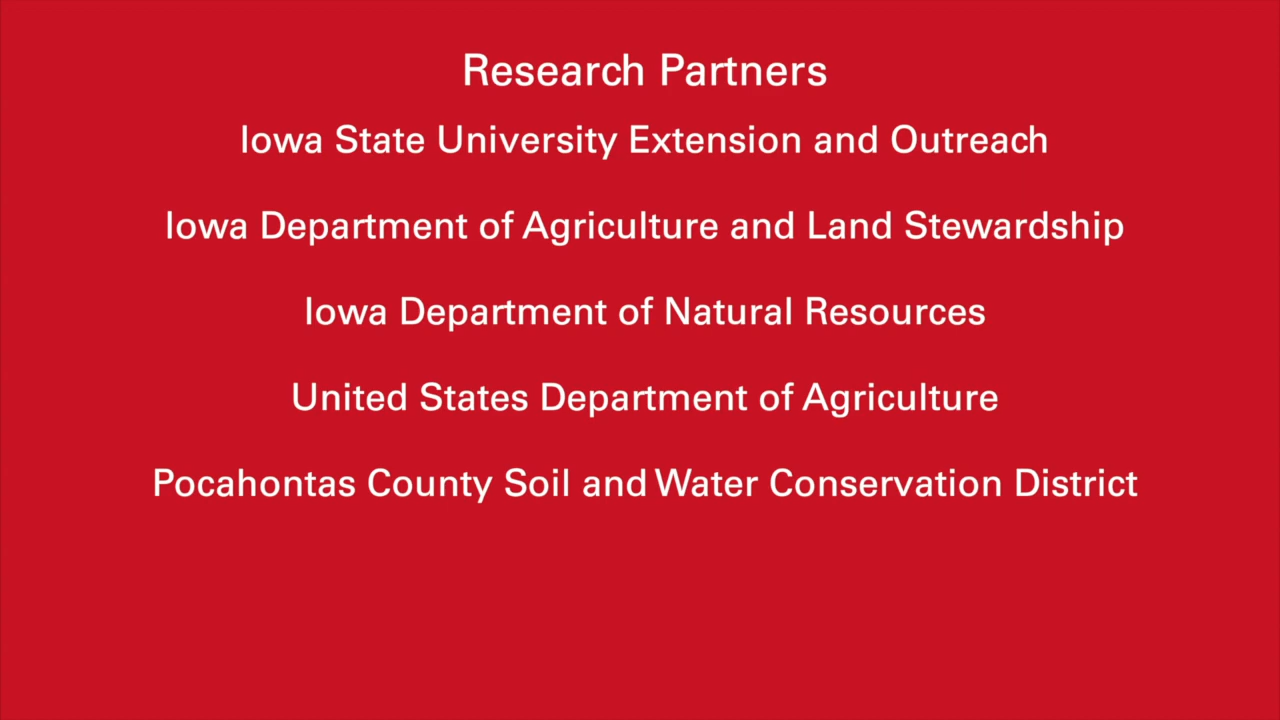 Research Partners
Iowa State University Extension and Outreach
Iowa Department of Agriculture and Land Stewardship
Iowa Department of Natural Resources
United States Department of Agriculture
Pocahontas County Soil and Water Conservation District